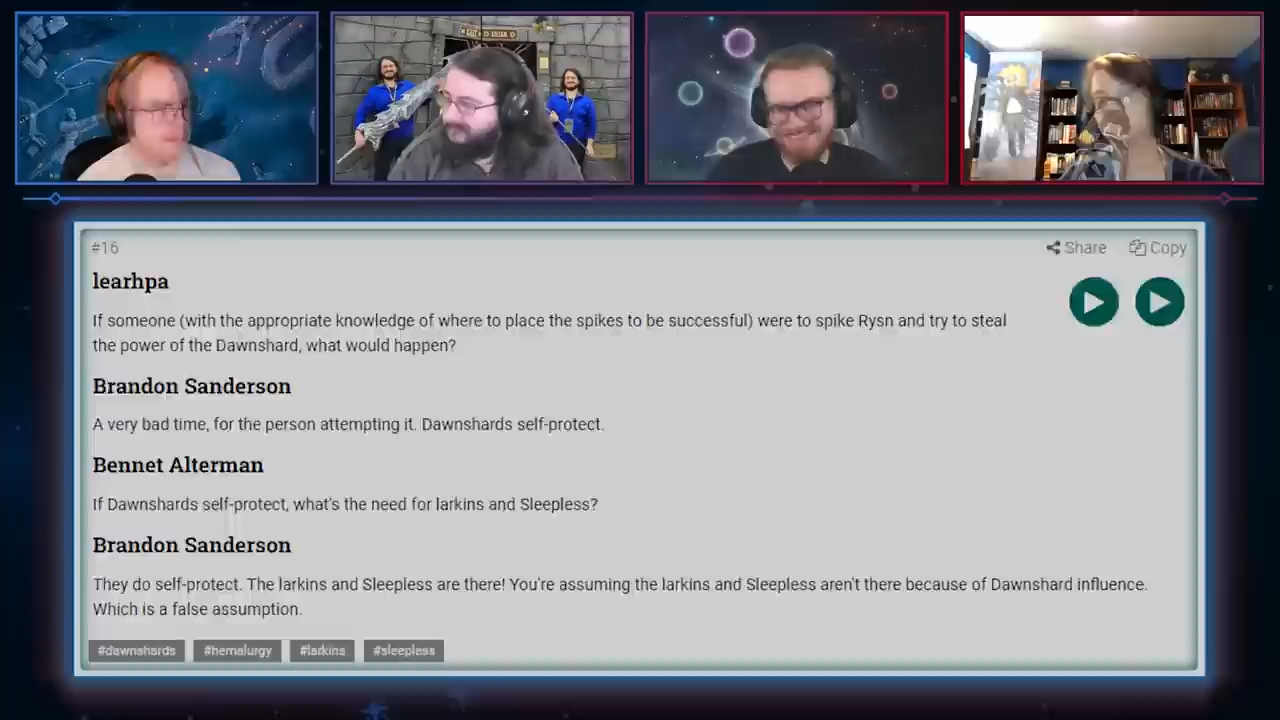 #16
Share
Copy
learhpa
If someone (with the appropriate knowledge of where to place the spikes to be successful) were to spike Rysn and try to steal
the power of the Dawnshard, what would happen?
Brandon Sanderson
A very bad time, for the person attempting it. Dawnshards self-protect.
Bennet Alterman
If Dawnshards self-protect, what's the need for larkins and Sleepless?
Brandon Sanderson
They do self-protect. The larkins and Sleepless are there! You're assuming the larkins and Sleepless aren't there because of Dawnshard influence.
Which is a false assumption.
#dawnshards #hemalurgy #larkins #sleepless